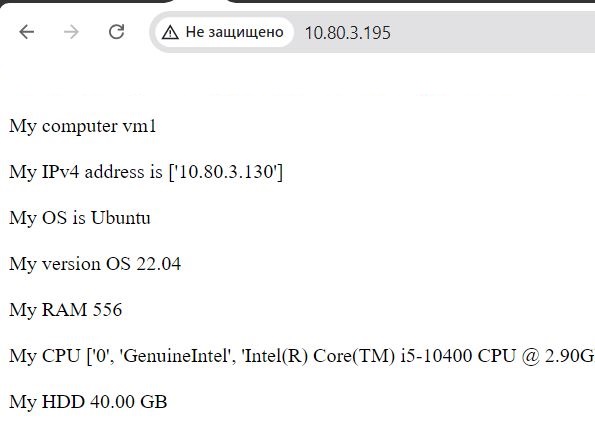 Не защищено 10.80.3.195
My computer vm1
My IPv4 address is ['10.80.3.130']
My OS is Ubuntu
My version OS 22.04
My RAM 556
My CPU ['0', 'GenuineIntel', 'Intel(R) Core(TM) i5-10400 CPU @ 2.90G
My HDD 40.00 GB